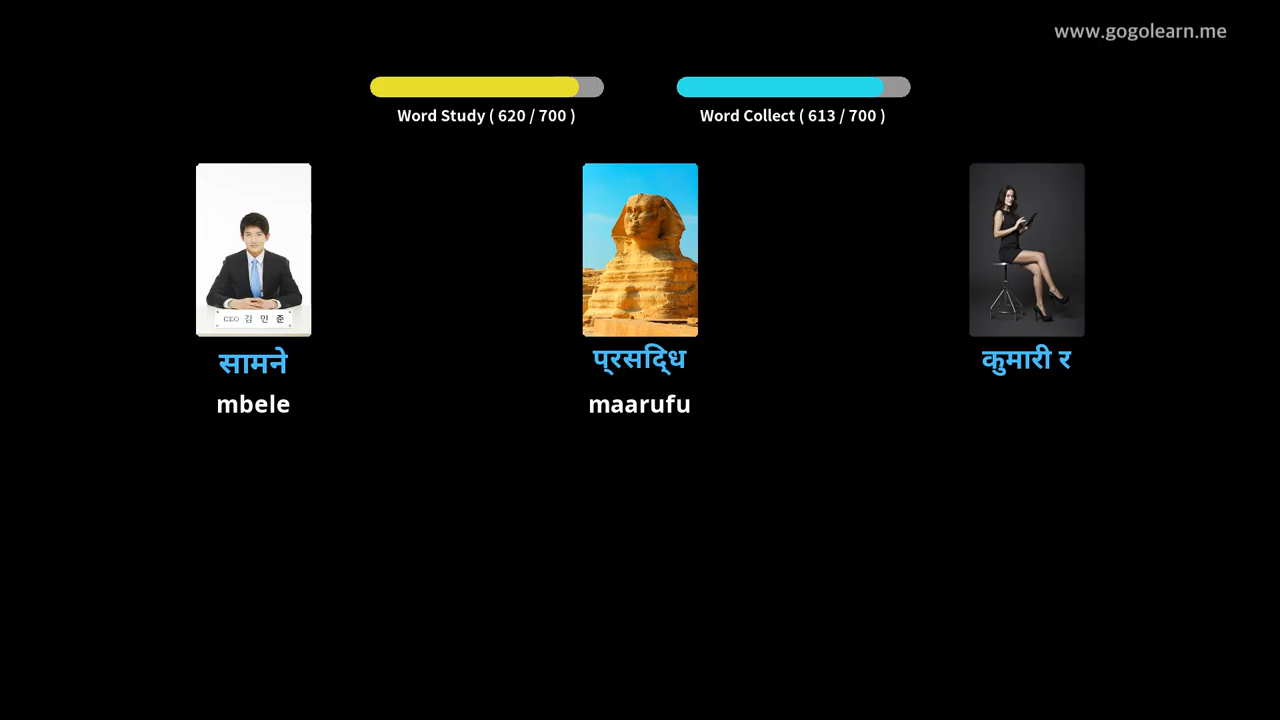 www.gogolearn.me
Word Study ( 620 / 700 )
Word Collect ( 613 / 700 )
CEO 김 민 준
सामने
प्रसद्धि
कुमारी र
mbele
maarufu